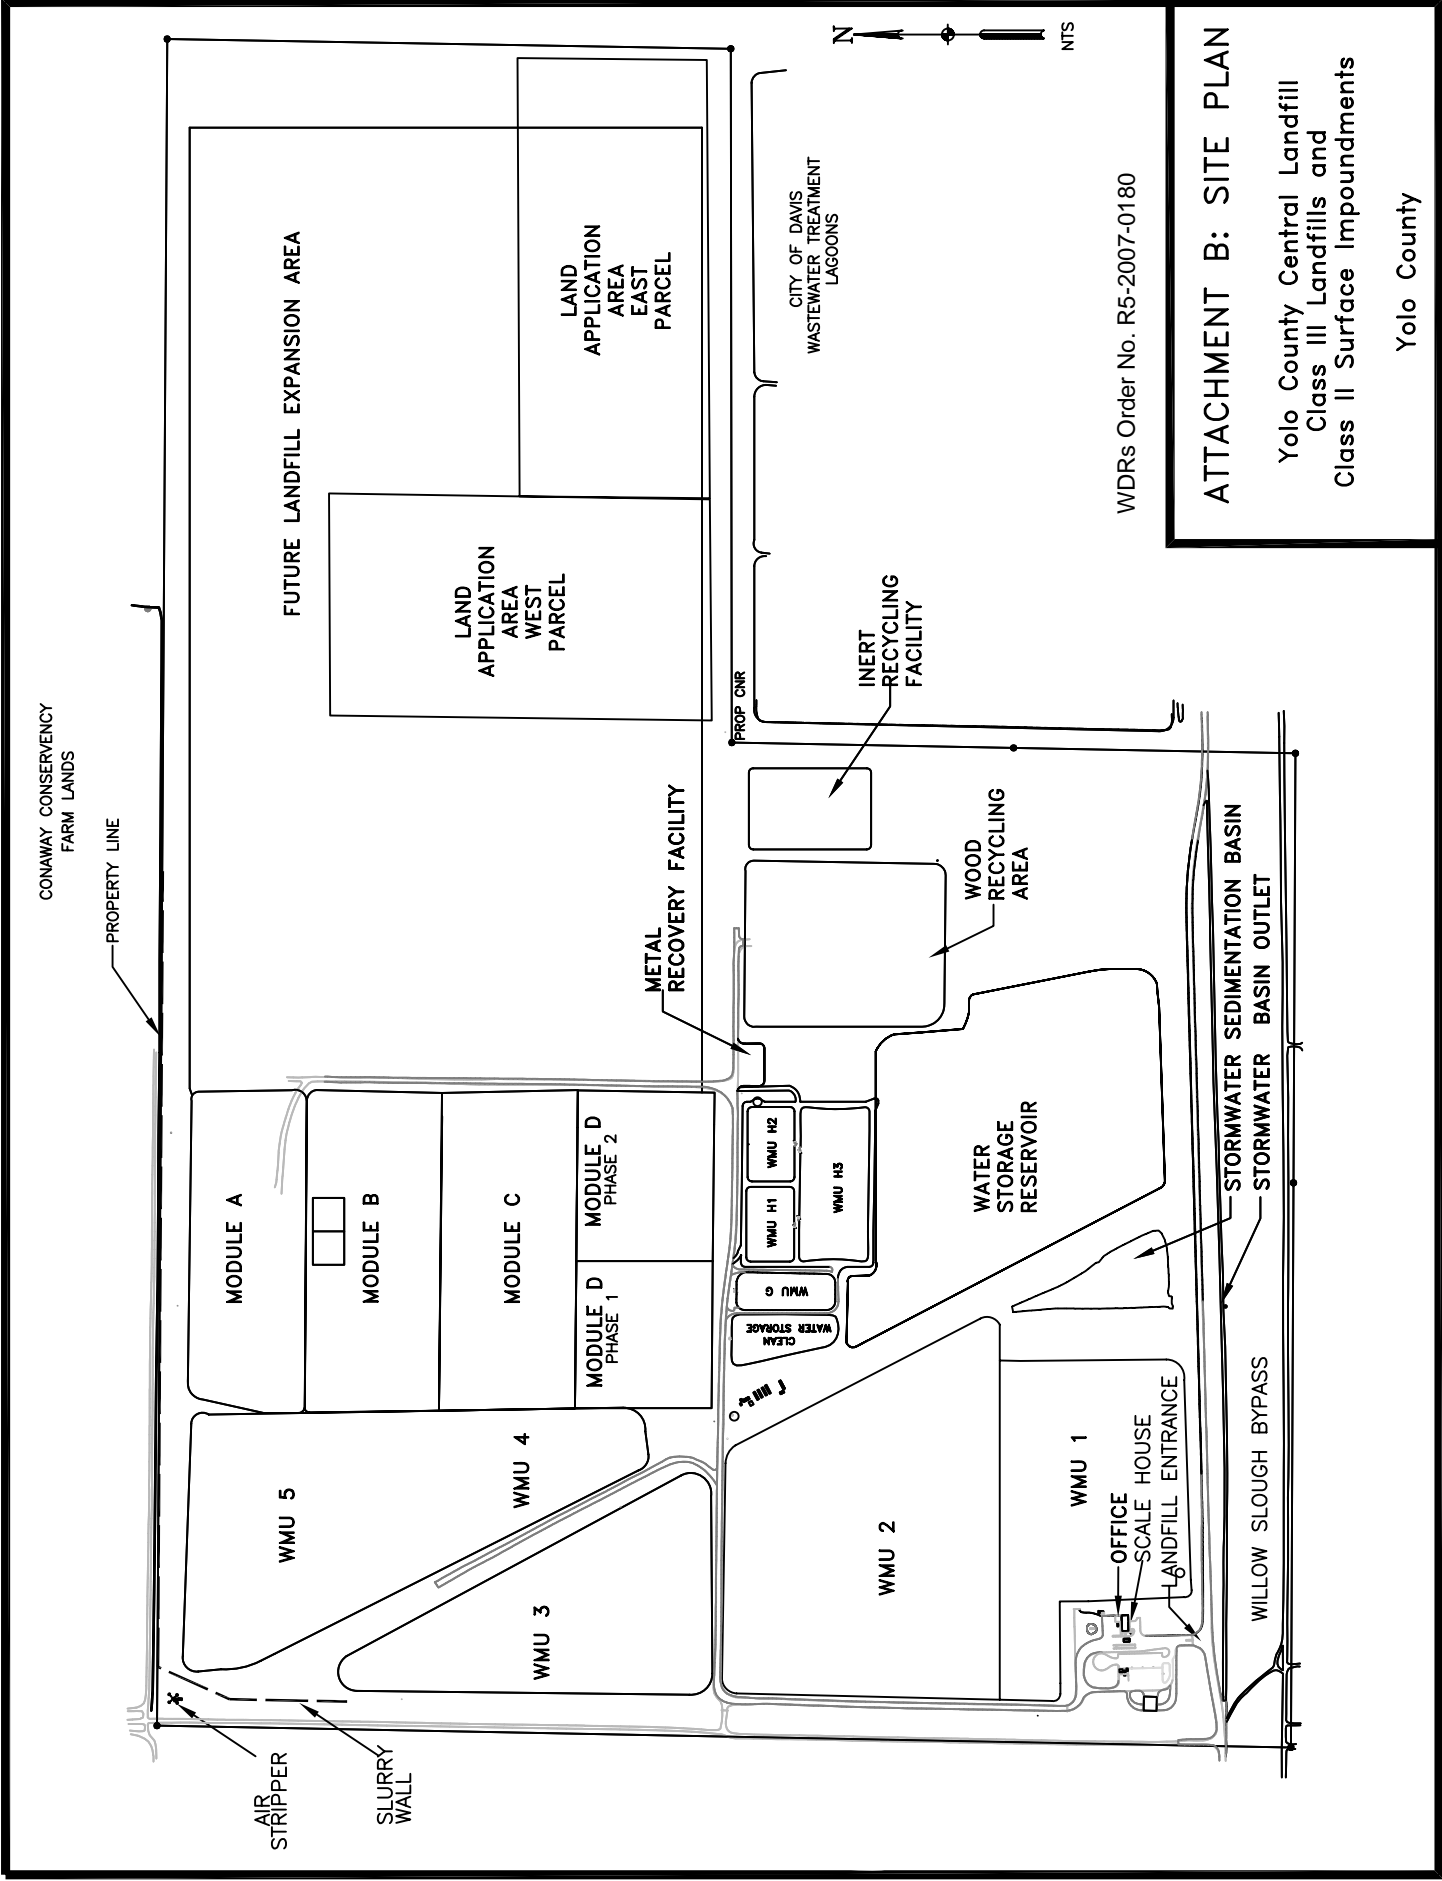 CONAWAY CONSERVENCY
FARM LANDS
PROPERTY LINE
AIR
STRIPPER
SLURRY
WALL
WMU 5
WMU 4
WMU 3
MODULE A
MODULE B
MODULE C
MODULE D
PHASE 1
MODULE D
PHASE 2
FUTURE LANDFILL EXPANSION AREA
LAND
APPLICATION
AREA
WEST
PARCEL
LAND
APPLICATION
AREA
EAST
PARCEL
METAL
RECOVERY FACILITY
PROP CNR
CITY OF DAVIS
WASTEWATER TREATMENT
LAGOONS
N
NTS
CLEAN
WATER STORAGE
WMU G
WMU H1
WMU H2
WMU H3
INERT
RECYCLING
FACILITY
WOOD
RECYCLING
AREA
WATER
STORAGE
RESERVOIR
WMU 2
WMU 1
OFFICE
SCALE HOUSE
LANDFILL ENTRANCE
STORMWATER SEDIMENTATION BASIN
STORMWATER BASIN OUTLET
WILLOW SLOUGH BYPASS
WDRs Order No. R5-2007-0180
ATTACHMENT B: SITE PLAN
Yolo County Central Landfill
Class III Landfills and
Class II Surface Impoundments
Yolo County